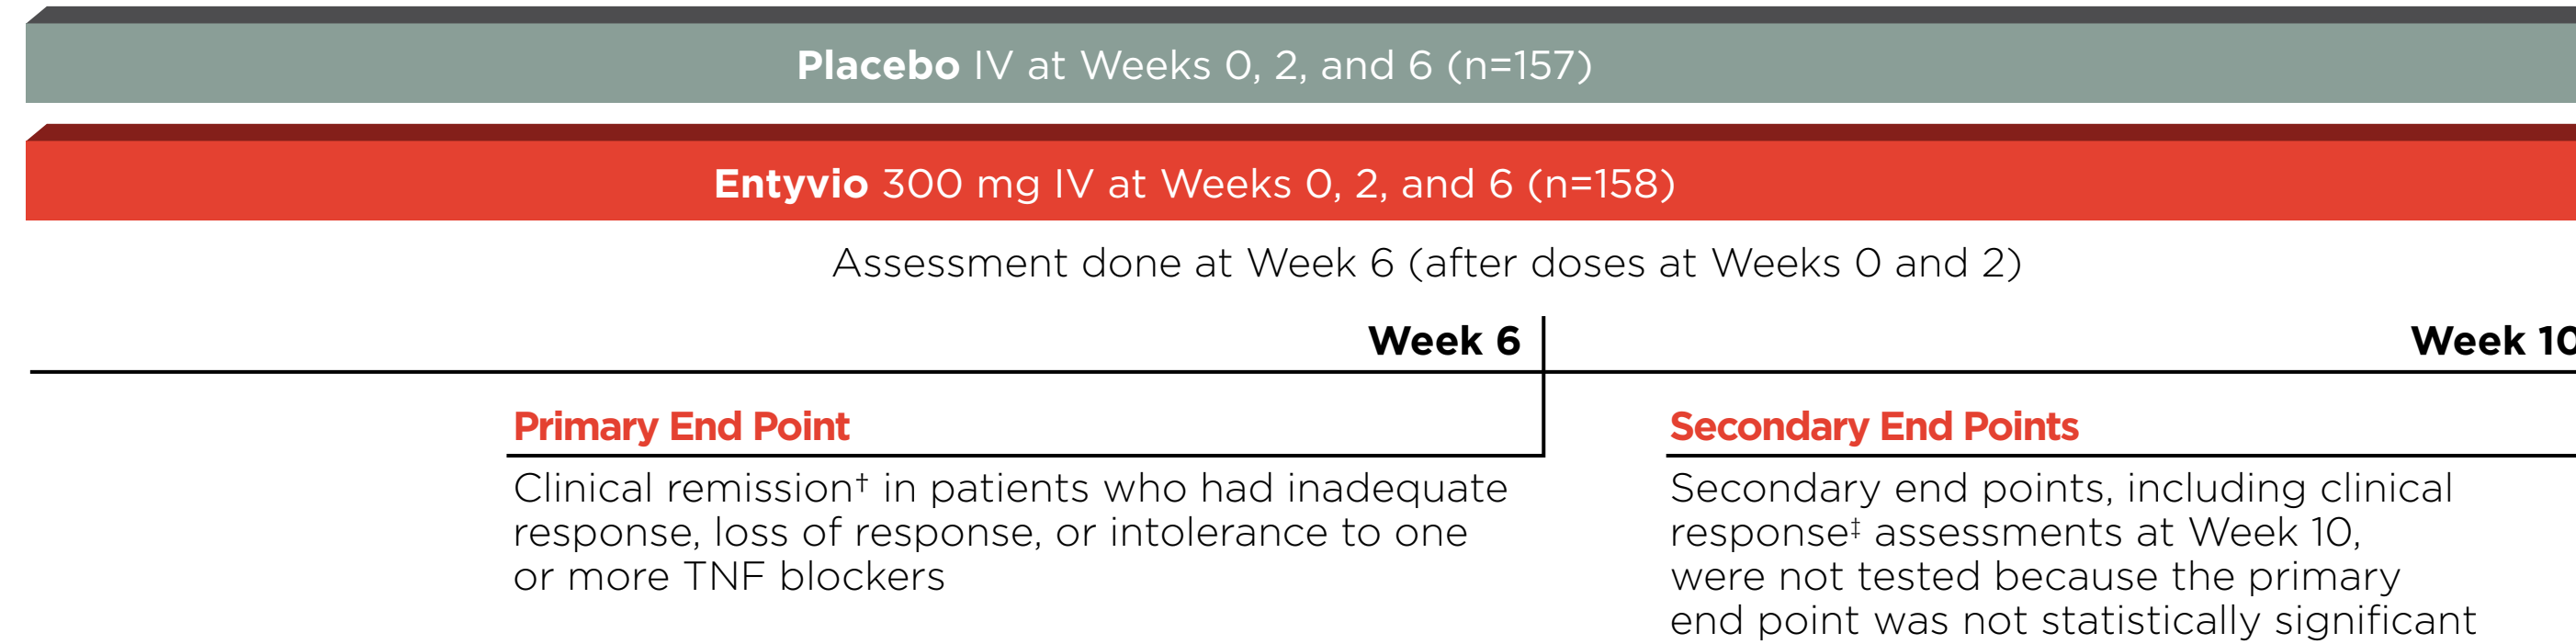 Placebo IV at Weeks 0, 2, and 6 (n=157)
Entyvio 300 mg IV at Weeks 0, 2, and 6 (n=158)
Assessment done at Week 6 (after doses at Weeks 0 and 2)
Week 6
Week 10
Primary End Point
Clinical remission† in patients who had inadequate
response, loss of response, or intolerance to one
or more TNF blockers
Secondary End Points
Secondary end points, including clinical
response‡ assessments at Week 10,
were not tested because the primary
end point was not statistically significant